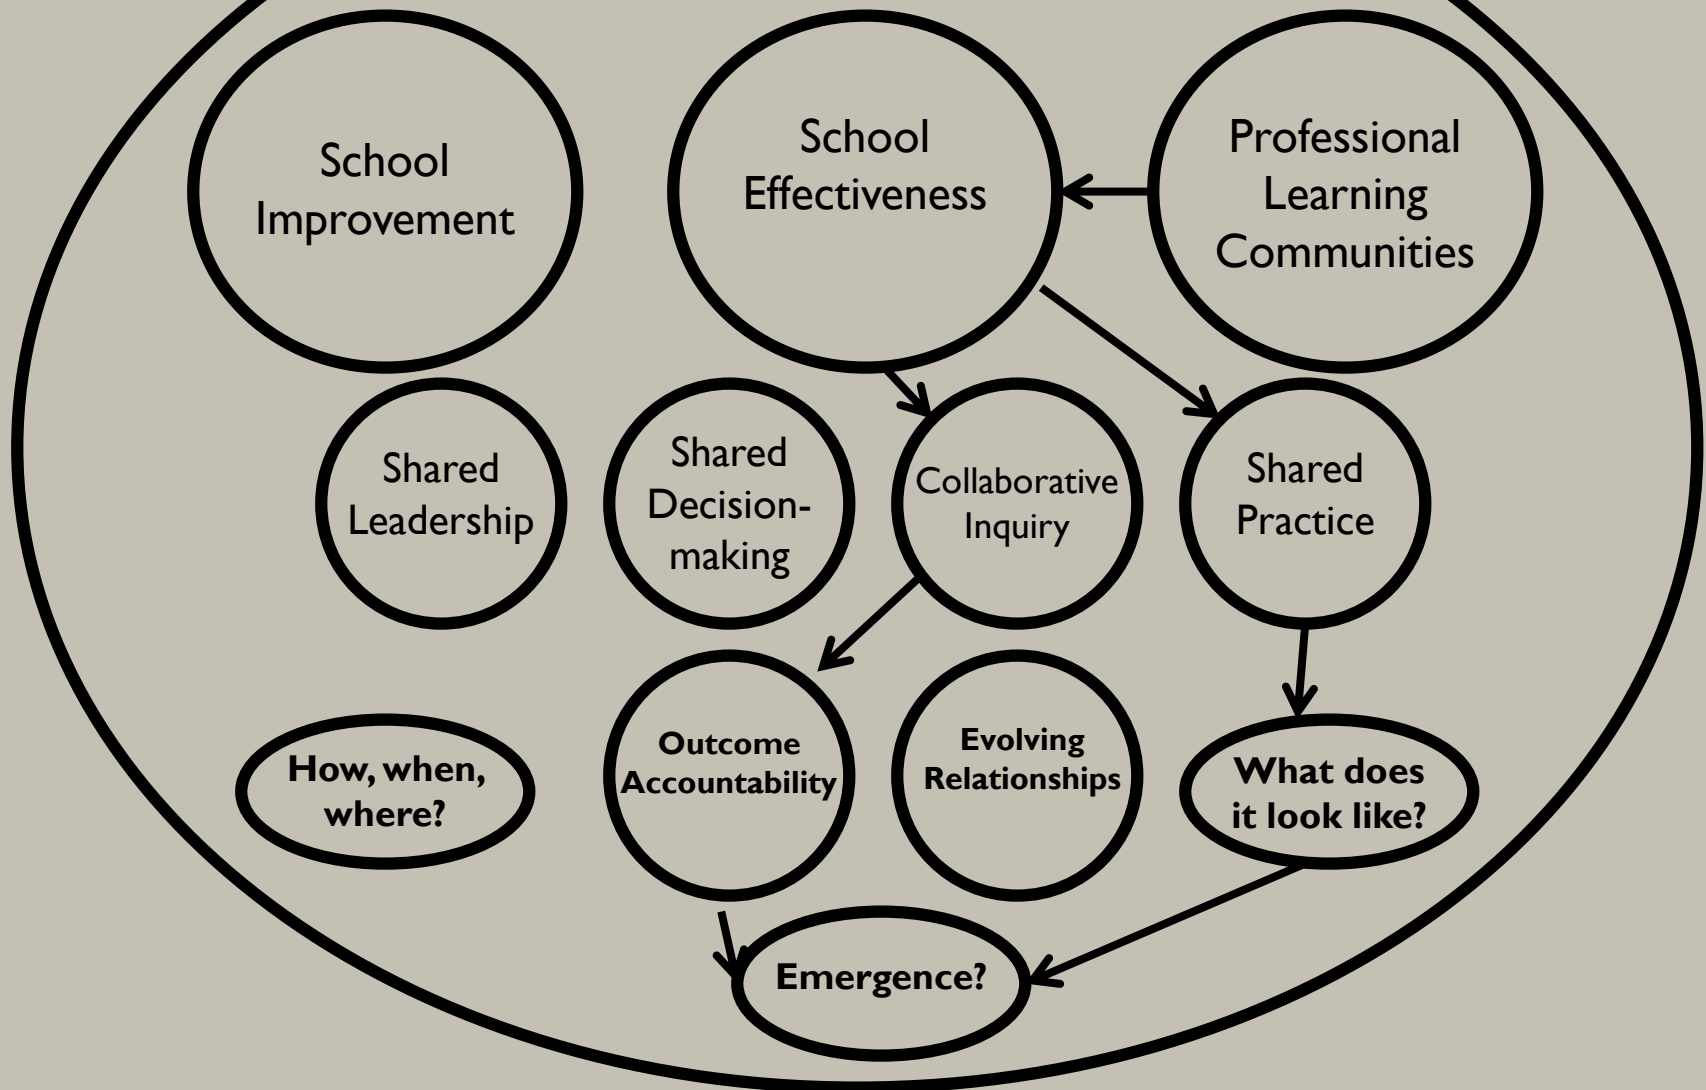 School
Improvement
School
Effectiveness
Professional
Learning
Communities
Shared
Leadership
Shared
Decision-
making
Collaborative
Inquiry
Shared
Practice
How, when,
where?
Outcome
Accountability
Evolving
Relationships
What does
it look like?
Emergence?